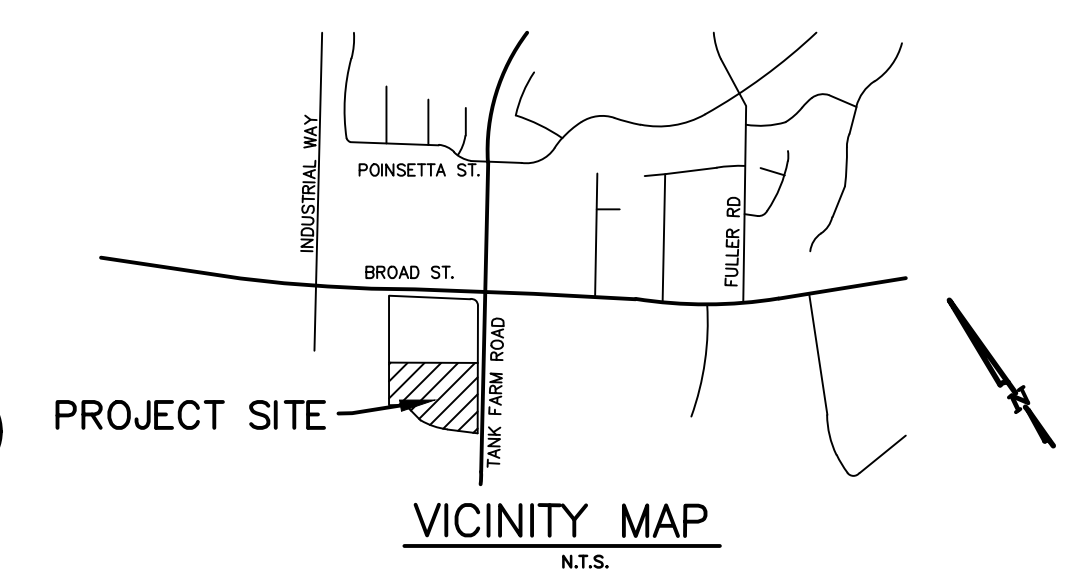 INDUSTRIAL WAY
POINSETTA ST.
FULLER RD
BROAD ST.
TANK FARM ROAD
PROJECT SITE
N
VICINITY MAP
N.T.S.